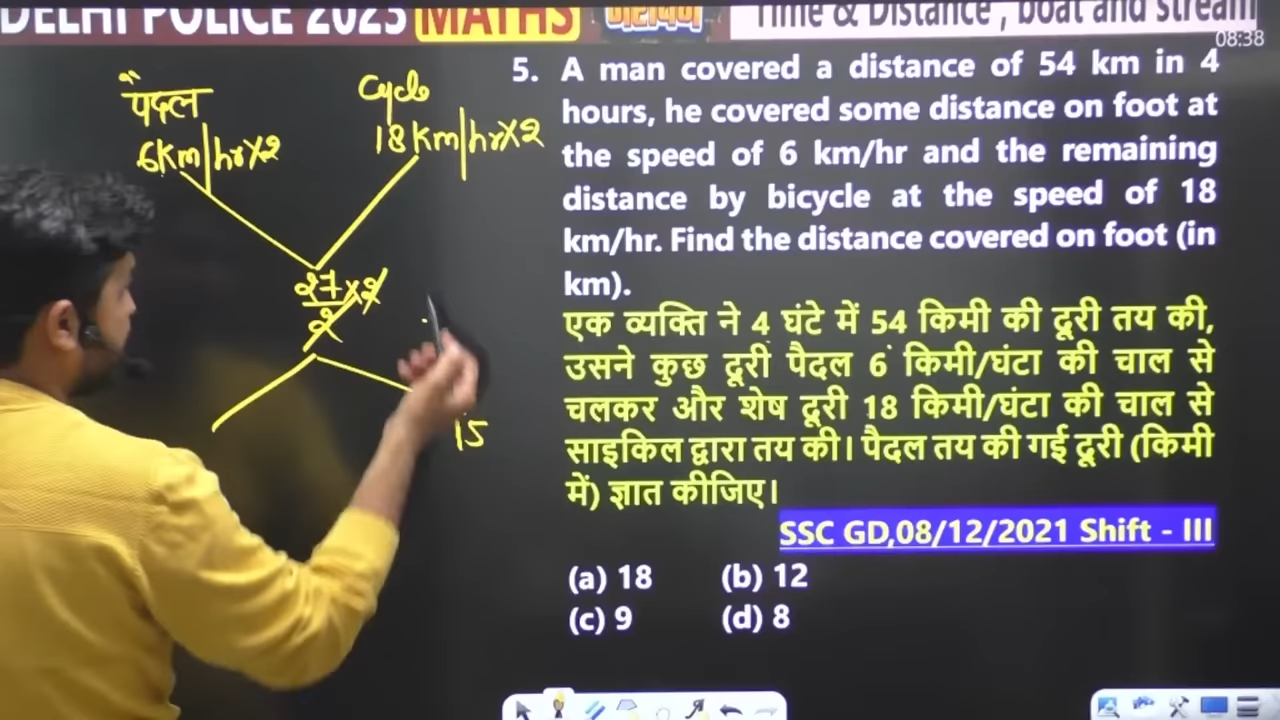 DELHI POLICE 2023 MATHS
Time & Distance , boat and stream
08:38
पैदल
6Km/hr×2
Cycle
18Km/hr×2
27/2×2
15
5. A man covered a distance of 54 km in 4
hours, he covered some distance on foot at
the speed of 6 km/hr and the remaining
distance by bicycle at the speed of 18
km/hr. Find the distance covered on foot (in
km).
एक व्यक्ति ने 4 घंटे में 54 किमी की दूरी तय की,
उसने कुछ दूरी पैदल 6 किमी/घंटा की चाल से
चलकर और शेष दूरी 18 किमी/घंटा की चाल से
साइकिल द्वारा तय की। पैदल तय की गई दूरी (किमी
में) ज्ञात कीजिए।
SSC GD,08/12/2021 Shift - III
(a) 18 (b) 12
(c) 9 (d) 8